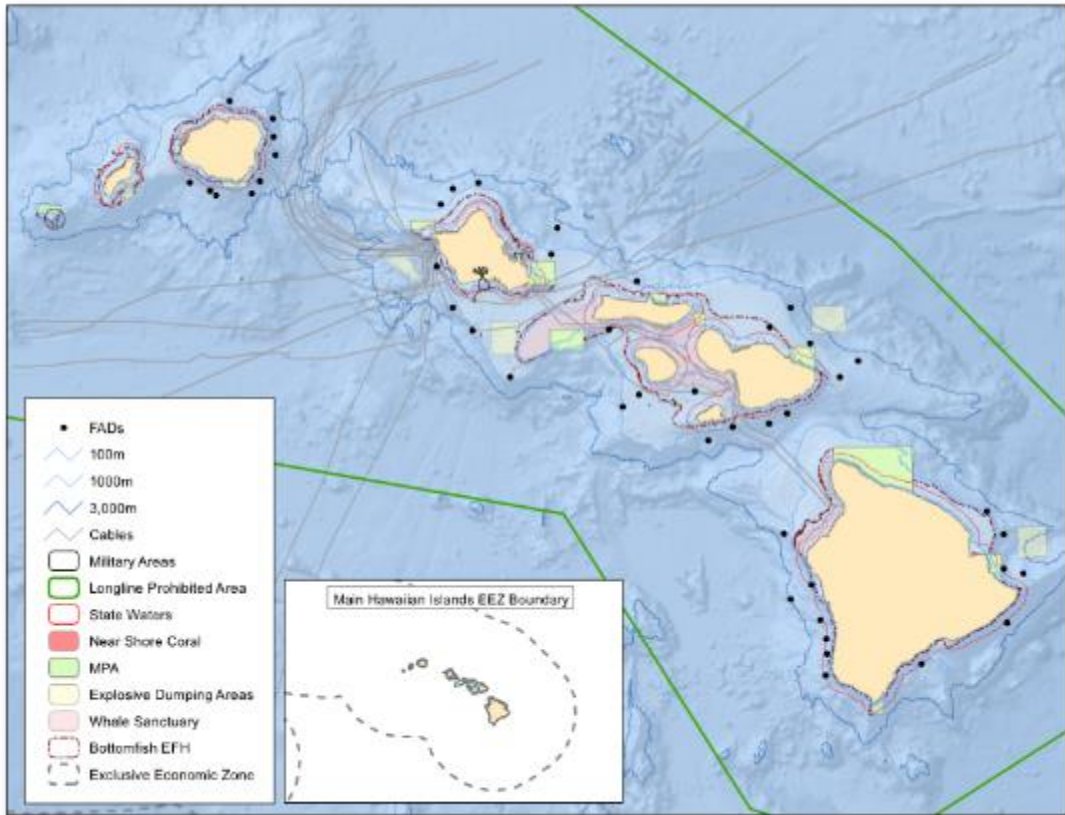 FADs
100m
1000m
3,000m
Cables
Military Areas
Longline Prohibited Area
State Waters
Near Shore Coral
MPA
Explosive Dumping Areas
Whale Sanctuary
Bottomfish EFH
Exclusive Economic Zone
Main Hawaiian Islands EEZ Boundary